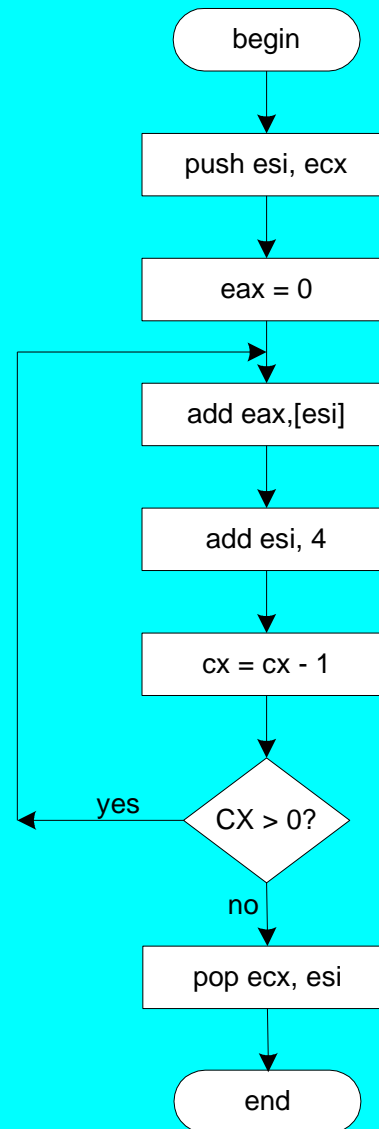 begin
push esi, ecx
eax = 0
add eax,[esi]
add esi, 4
cx = cx - 1
yes
CX > 0?
no
pop ecx, esi
end